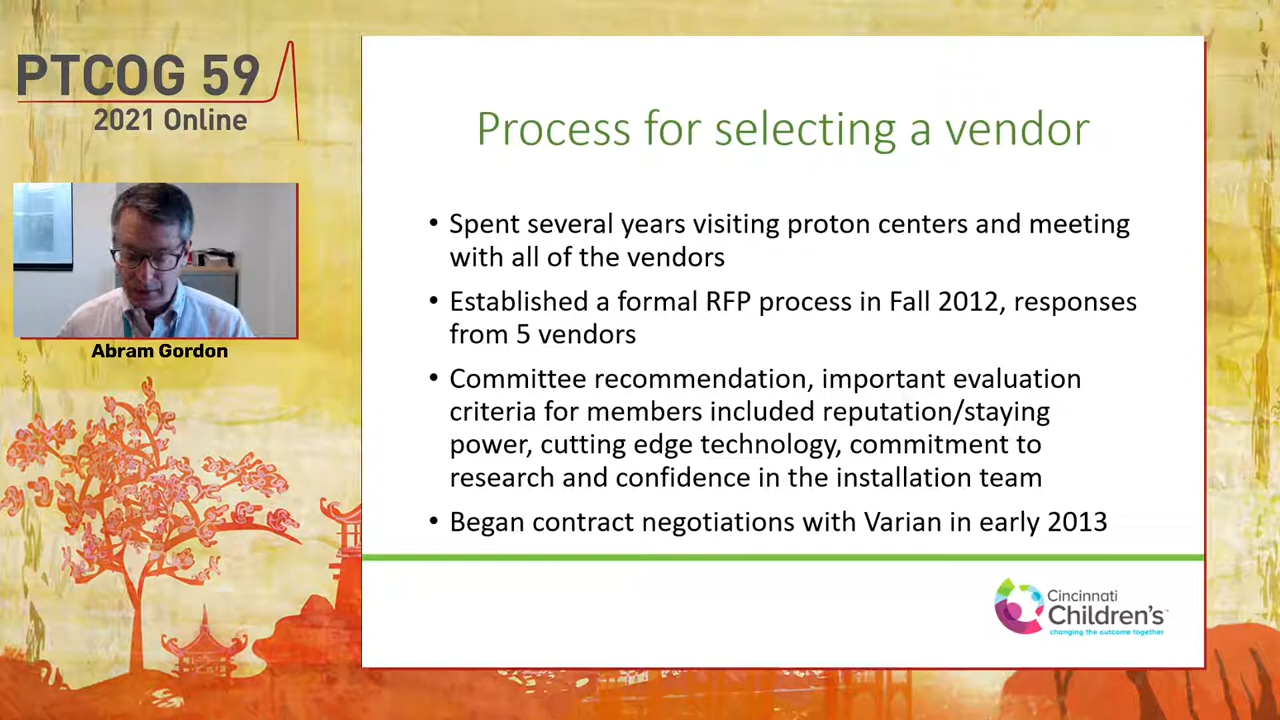 PTCOG 59
2021 Online
Abram Gordon
Process for selecting a vendor
• Spent several years visiting proton centers and meeting
with all of the vendors
• Established a formal RFP process in Fall 2012, responses
from 5 vendors
• Committee recommendation, important evaluation
criteria for members included reputation/staying
power, cutting edge technology, commitment to
research and confidence in the installation team
• Began contract negotiations with Varian in early 2013
Cincinnati
Children's™
changing the outcome together